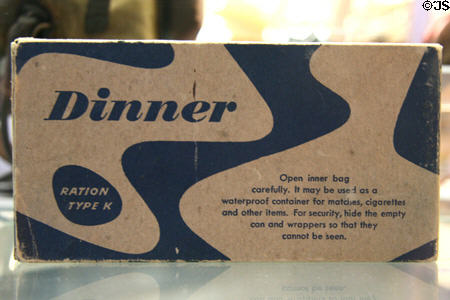 © JS
Dinner
RATION
TYPE K
Open inner bag
carefully. It may be used as a
waterproof container for matches, cigarettes
and other items. For security, hide the empty
can and wrappers so that they
cannot be seen.